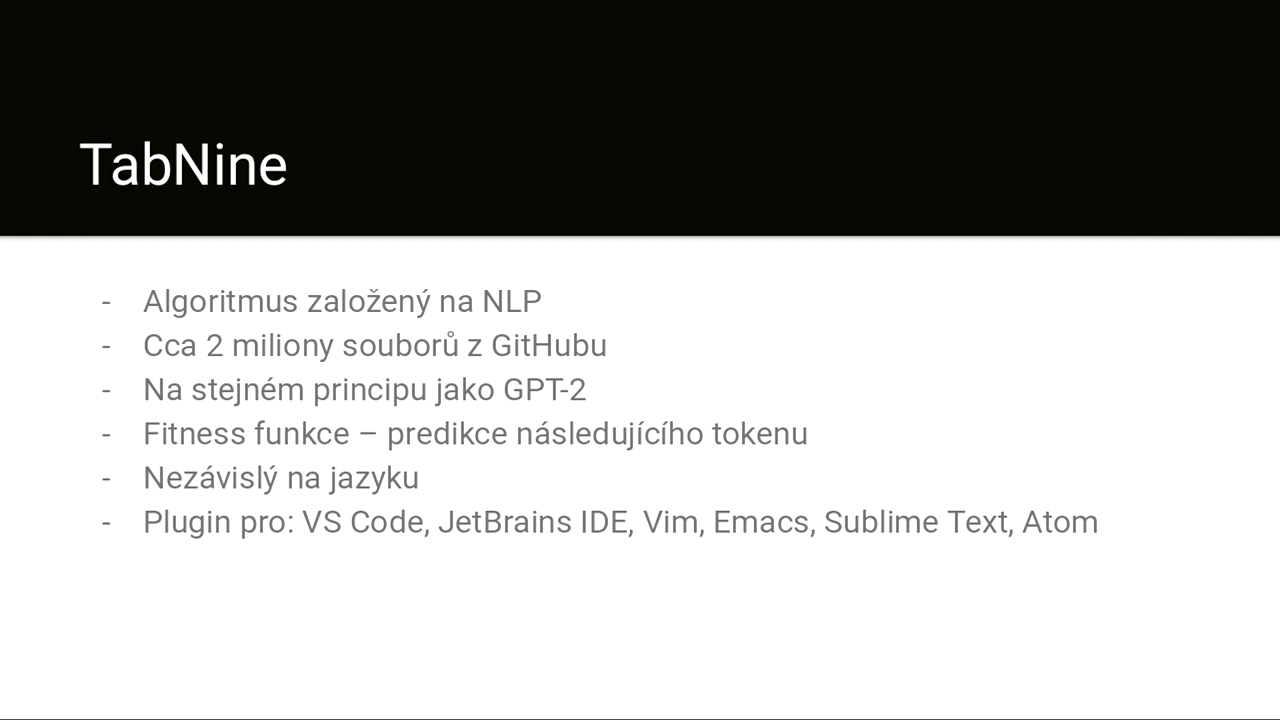 TabNine
- Algoritmus založený na NLP
- Cca 2 miliony souborů z GitHubu
- Na stejném principu jako GPT-2
- Fitness funkce – predikce následujícího tokenu
- Nezávislý na jazyku
- Plugin pro: VS Code, JetBrains IDE, Vim, Emacs, Sublime Text, Atom